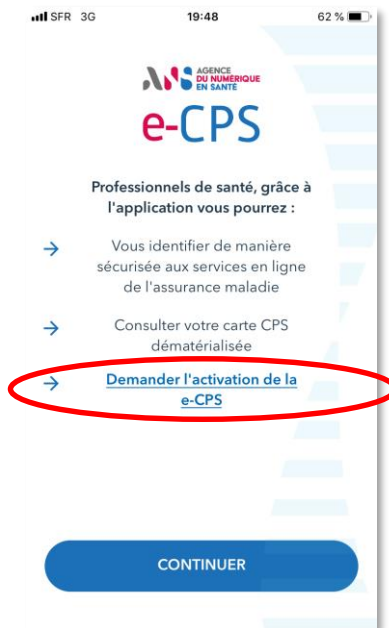 SFR 3G 19:48 62 %
AGENCE
DU NUMÉRIQUE
EN SANTÉ
e-CPS
Professionnels de santé, grâce à
l'application vous pourrez :
→ Vous identifier de manière
sécurisée aux services en ligne
de l'assurance maladie
→ Consulter votre carte CPS
dématérialisée
→ Demander l'activation de la
e-CPS
CONTINUER